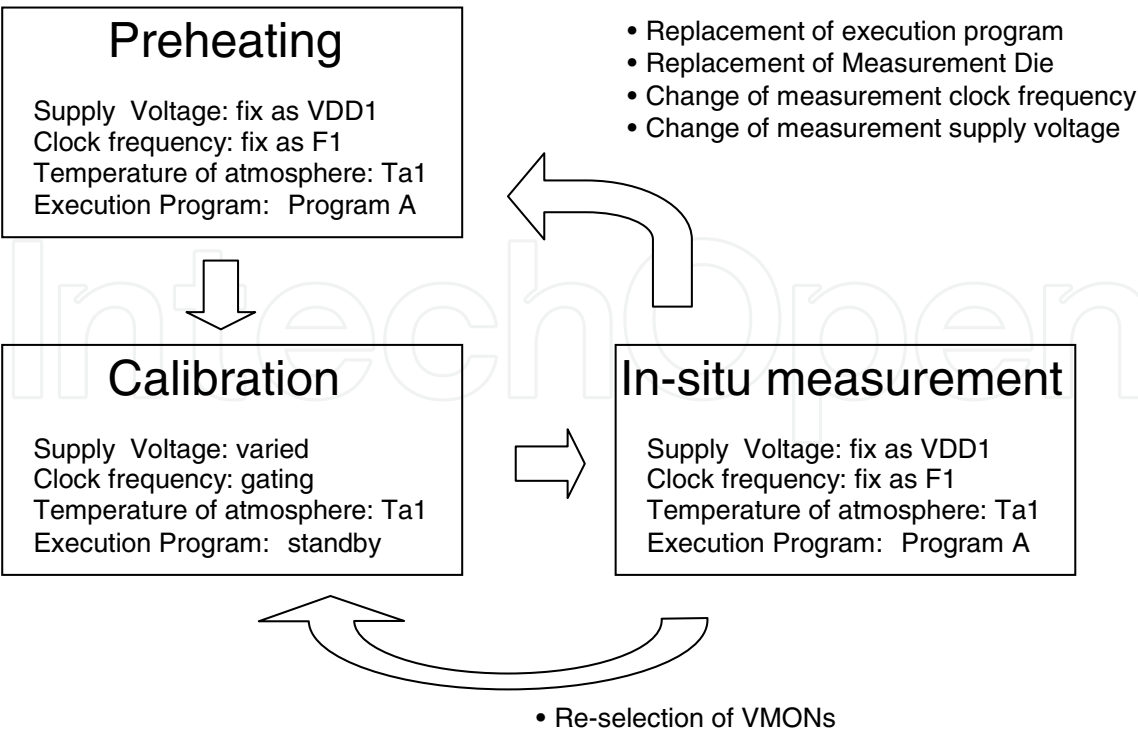 Preheating
Supply Voltage: fix as VDD1
Clock frequency: fix as F1
Temperature of atmosphere: Ta1
Execution Program: Program A
• Replacement of execution program
• Replacement of Measurement Die
• Change of measurement clock frequency
• Change of measurement supply voltage
Calibration
Supply Voltage: varied
Clock frequency: gating
Temperature of atmosphere: Ta1
Execution Program: standby
In-situ measurement
Supply Voltage: fix as VDD1
Clock frequency: fix as F1
Temperature of atmosphere: Ta1
Execution Program: Program A
• Re-selection of VMONs
IntechOpen